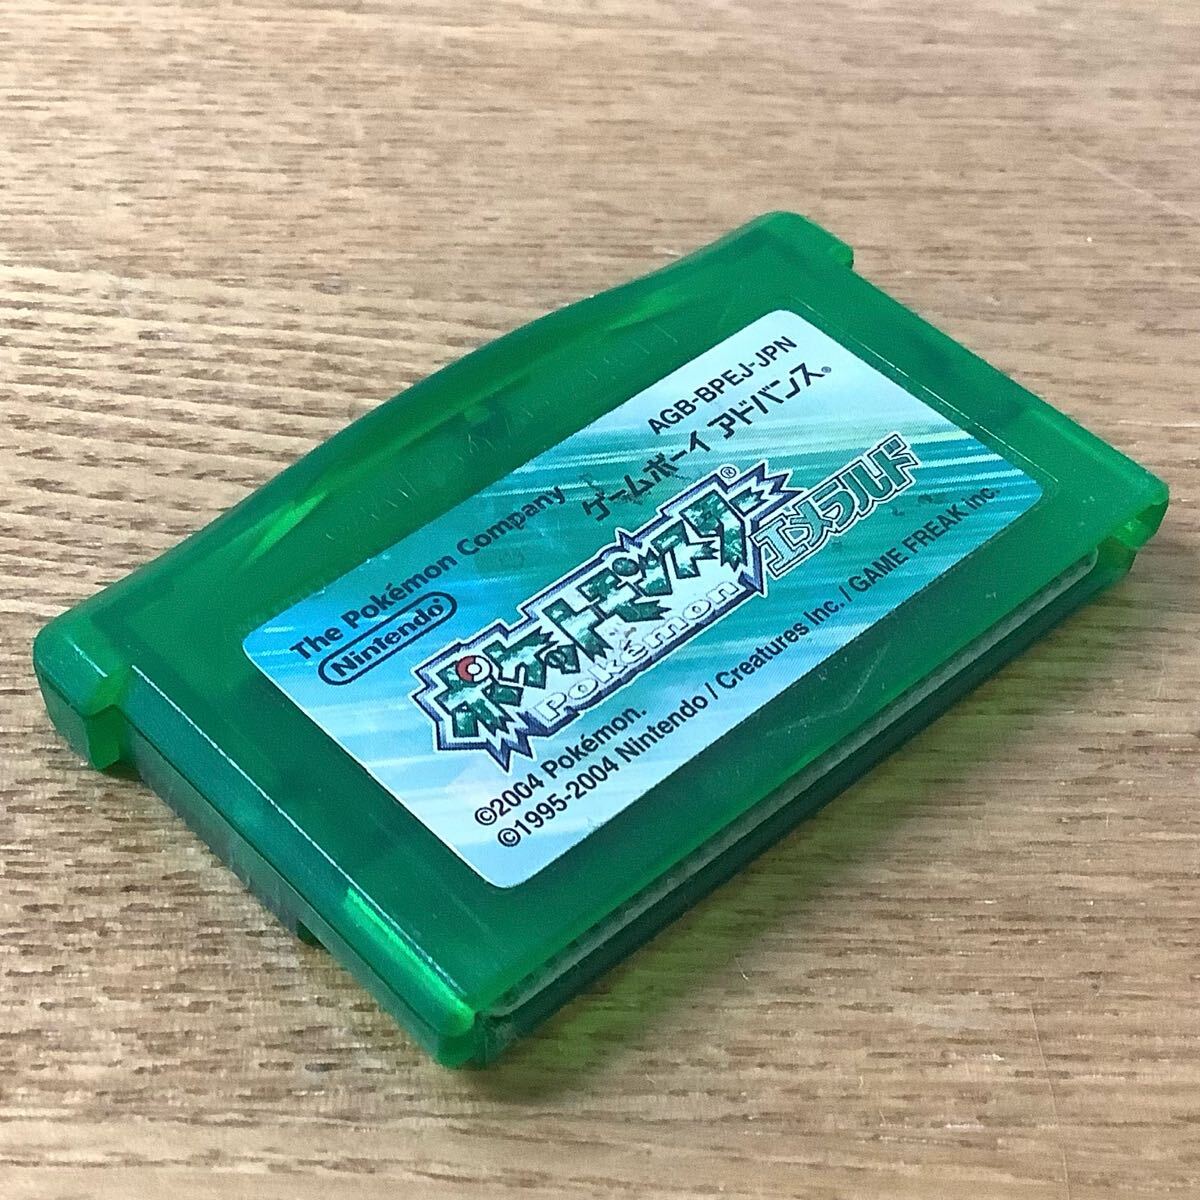 AGB-BPEJ-JPN
The Pokémon Company
ゲームボーイ アドバンス®
Nintendo®
ポケットモンスター®
POKéMON
エメラルド
©2004 Pokémon.
©1995-2004 Nintendo / Creatures Inc. / GAME FREAK inc.